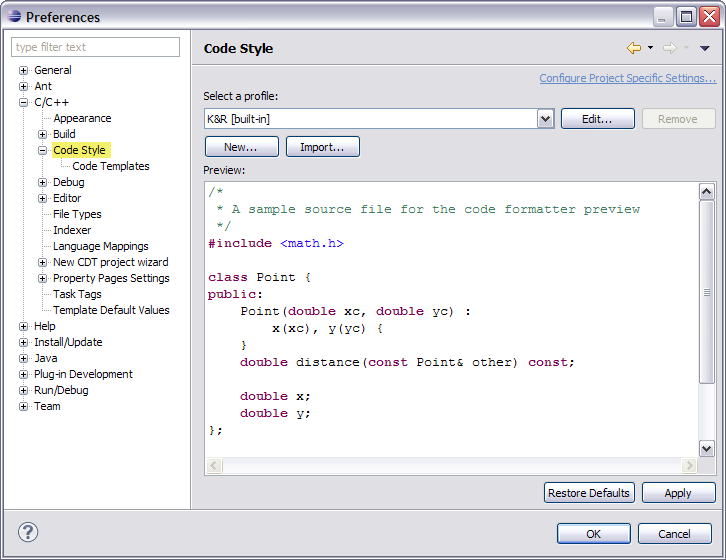 Preferences
type filter text
General
Ant
C/C++
Appearance
Build
Code Style
Code Templates
Debug
Editor
File Types
Indexer
Language Mappings
New CDT project wizard
Property Pages Settings
Task Tags
Template Default Values
Help
Install/Update
Java
Plug-in Development
Run/Debug
Team
Code Style
Configure Project Specific Settings...
Select a profile:
K&R [built-in]
Edit...
Remove
New...
Import...
Preview:
/*
 * A sample source file for the code formatter preview
 */
#include <math.h>

class Point {
public:
    Point(double xc, double yc) :
        x(xc), y(yc) {
    }
    double distance(const Point& other) const;

    double x;
    double y;
};
Restore Defaults
Apply
?
OK
Cancel